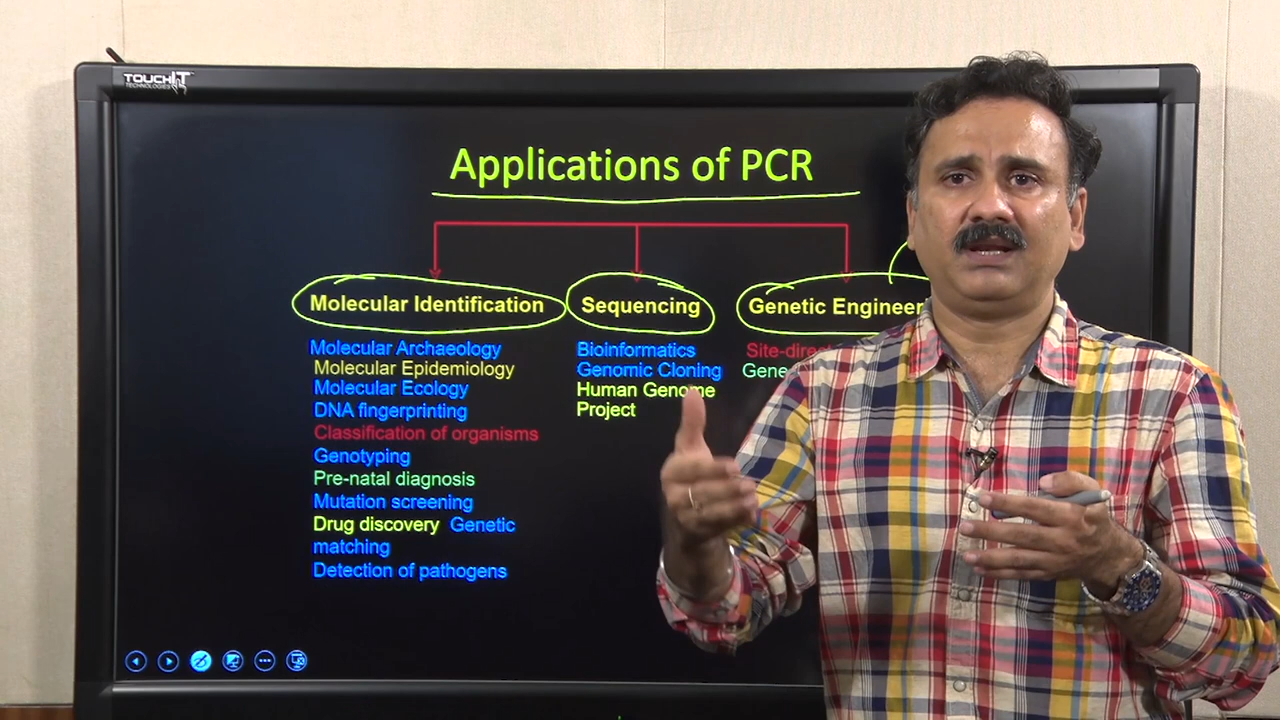 TOUCHIT
TECHNOLOGIES
Applications of PCR
Molecular Identification
Molecular Archaeology
Molecular Epidemiology
Molecular Ecology
DNA fingerprinting
Classification of organisms
Genotyping
Pre-natal diagnosis
Mutation screening
Drug discovery Genetic
matching
Detection of pathogens
Sequencing
Bioinformatics
Genomic Cloning
Human Genome
Project
Genetic